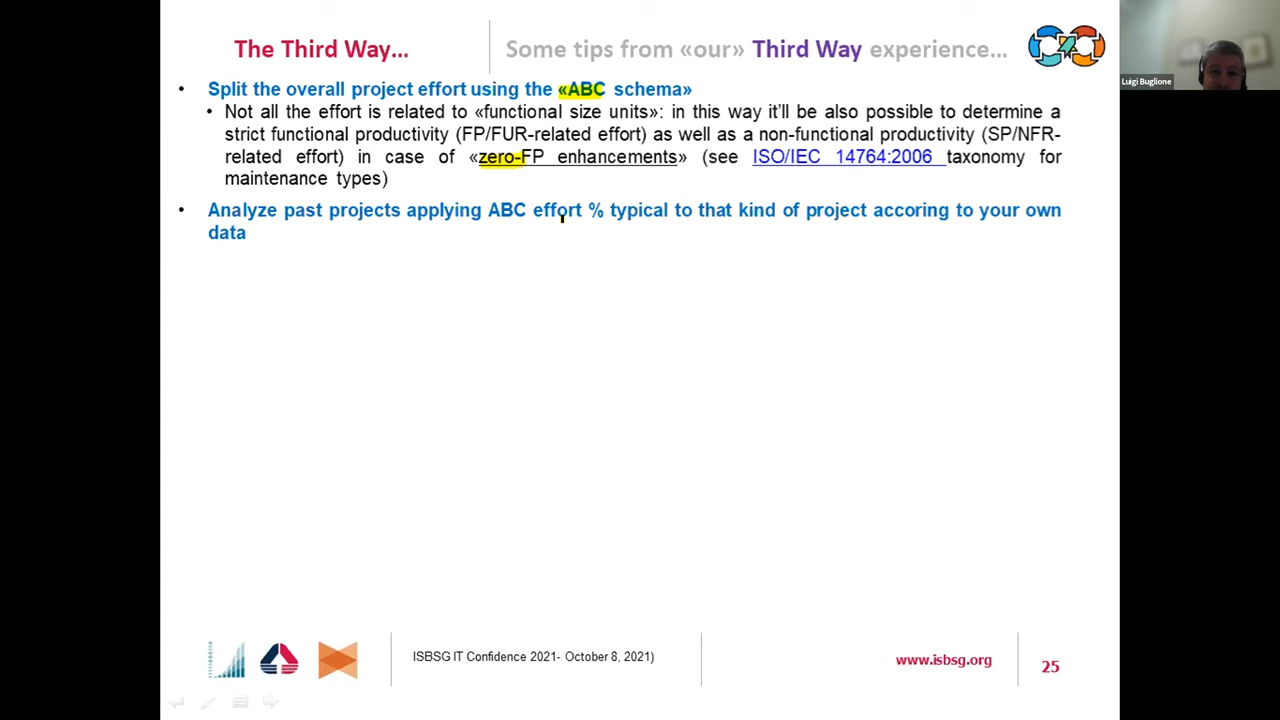 The Third Way...
Some tips from «our» Third Way experience...
Luigi Buglione
• Split the overall project effort using the «ABC schema»
• Not all the effort is related to «functional size units»: in this way it'll be also possible to determine a
strict functional productivity (FP/FUR-related effort) as well as a non-functional productivity (SP/NFR-
related effort) in case of «zero-FP enhancements» (see ISO/IEC 14764:2006 taxonomy for
maintenance types)
• Analyze past projects applying ABC effort % typical to that kind of project accoring to your own
data
ISBSG IT Confidence 2021- October 8, 2021)
www.isbsg.org
25